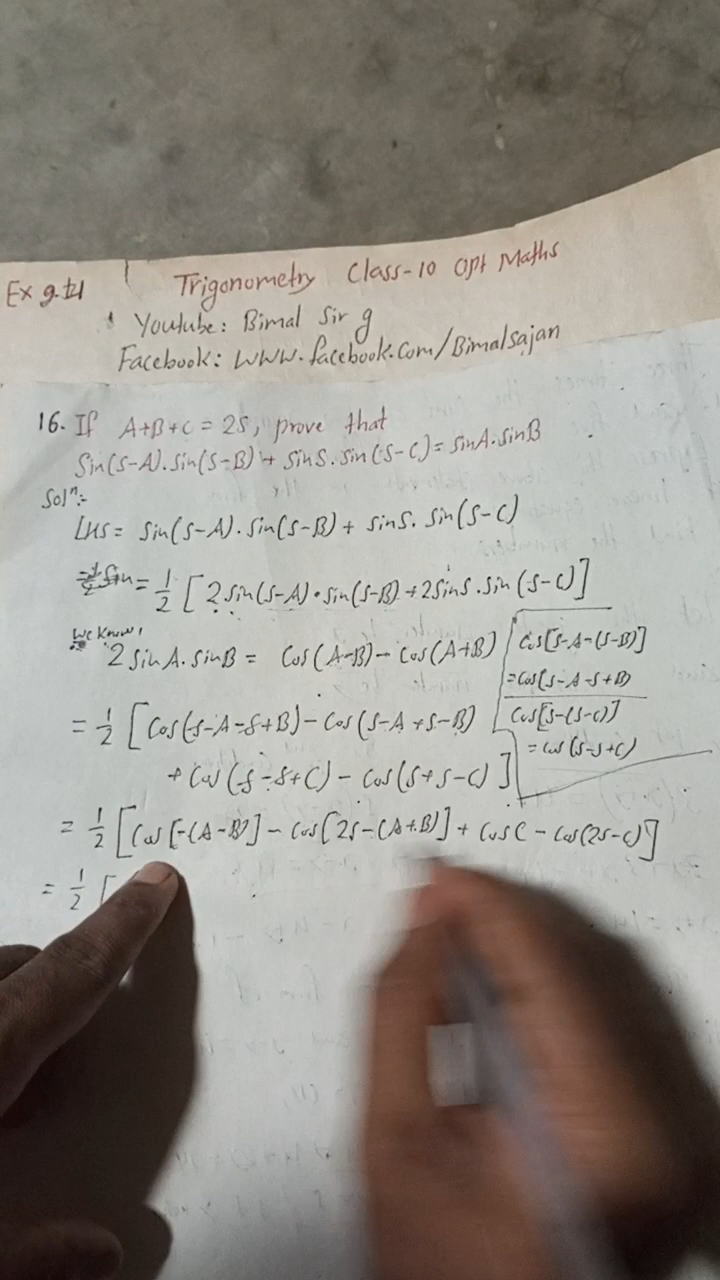 Ex 9.
Trigonometry Class-10 Opt Maths
Youtube: Bimal Sir g
Facebook: WWW.facebook.com/Bimalsajan
16. If A+B+C = 2S, prove that
Sin(S-A).Sin(S-B) + SinS.Sin(S-C) = SinA.SinB
Solⁿ:-
LHS = Sin(S-A).Sin(S-B) + SinS. Sin(S-C)
= 1/2 [2Sin(S-A).Sin(S-B) + 2SinS.Sin(S-C)]
We Know,
2SinA.SinB = Cos(A-B) - Cos(A+B)
Cos[S-A-(S-B)]
= Cos(S-A-S+B)
Cos[S-(S-C)]
= Cos(S-S+C)
= 1/2 [Cos(S-A-S+B) - Cos(S-A+S-B)
+ Cos(S-S+C) - Cos(S+S-C)]
= 1/2 [Cos[-(A-B)] - Cos[2S-(A+B)] + CosC - Cos(2S-C)]
= 1/2 [